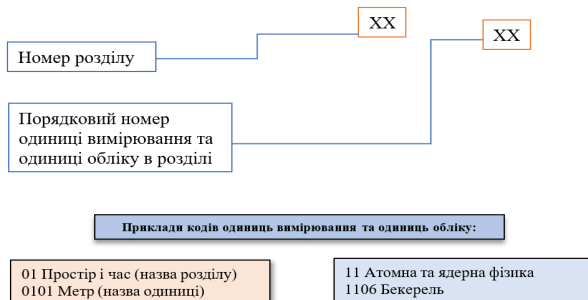 XX
XX
Номер розділу
Порядковий номер
одиниці вимірювання та
одиниці обліку в розділі
Приклади кодів одиниць вимірювання та одиниць обліку:
01 Простір і час (назва розділу)
0101 Метр (назва одиниці)
11 Атомна та ядерна фізика
1106 Бекерель